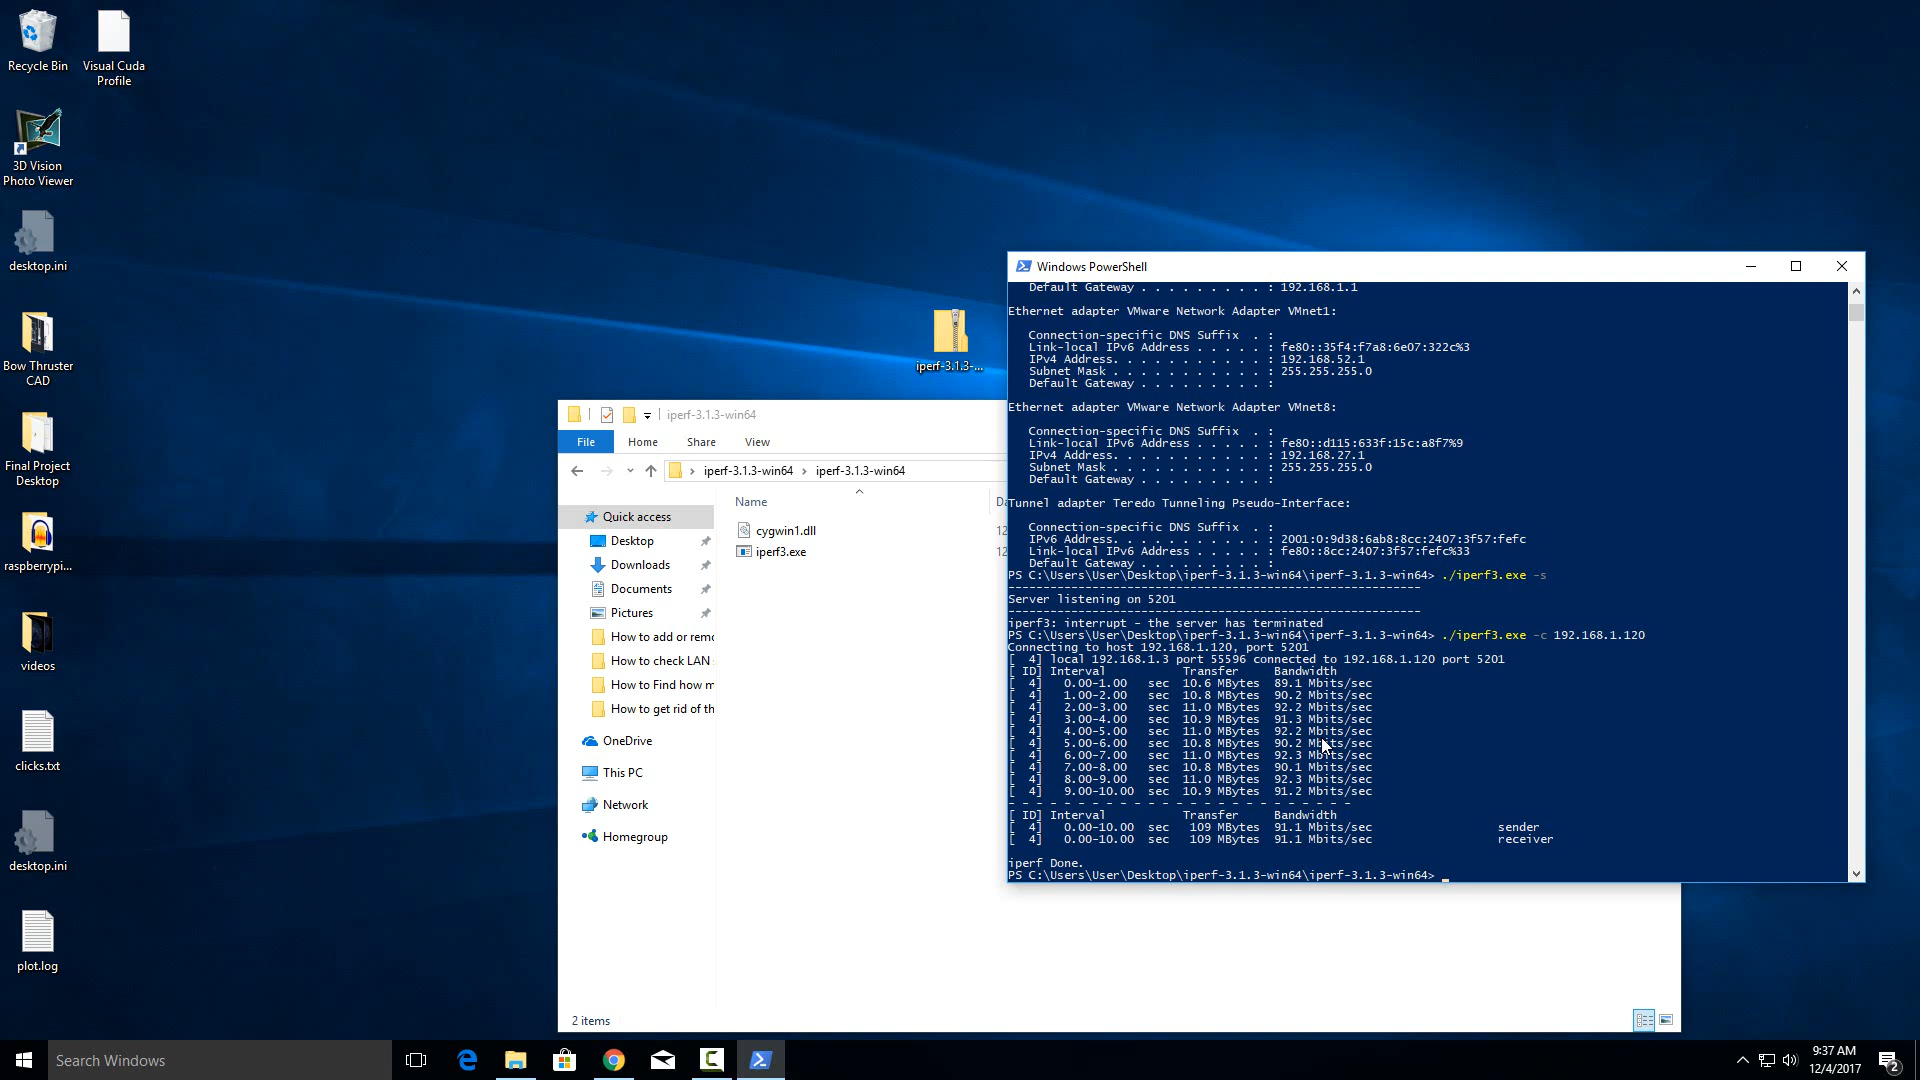 Recycle Bin
Visual Cuda
Profile
3D Vision
Photo Viewer
desktop.ini
Bow Thruster
CAD
Final Project
Desktop
raspberrypi...
videos
clicks.txt
desktop.ini
plot.log
iperf-3.1.3-...
iperf-3.1.3-win64
File Home Share View
iperf-3.1.3-win64 › iperf-3.1.3-win64
Name
cygwin1.dll 12
iperf3.exe 12
Quick access
Desktop
Downloads
Documents
Pictures
How to add or remo
How to check LAN
How to Find how m
How to get rid of th
OneDrive
This PC
Network
Homegroup
2 items
Windows PowerShell
Default Gateway . . . . . . . . . : 192.168.1.1
Ethernet adapter VMware Network Adapter VMnet1:
Connection-specific DNS Suffix . :
Link-local IPv6 Address . . . . . : fe80::35f4:f7a8:6e07:322c%3
IPv4 Address. . . . . . . . . . . : 192.168.52.1
Subnet Mask . . . . . . . . . . . : 255.255.255.0
Default Gateway . . . . . . . . . :
Ethernet adapter VMware Network Adapter VMnet8:
Connection-specific DNS Suffix . :
Link-local IPv6 Address . . . . . : fe80::d115:633f:15c:a8f7%9
IPv4 Address. . . . . . . . . . . : 192.168.27.1
Subnet Mask . . . . . . . . . . . : 255.255.255.0
Default Gateway . . . . . . . . . :
Tunnel adapter Teredo Tunneling Pseudo-Interface:
Connection-specific DNS Suffix . :
IPv6 Address. . . . . . . . . . . : 2001:0:9d38:6ab8:8cc:2407:3f57:fefc
Link-local IPv6 Address . . . . . : fe80::8cc:2407:3f57:fefc%33
Default Gateway . . . . . . . . . :
PS C:\Users\User\Desktop\iperf-3.1.3-win64\iperf-3.1.3-win64> ./iperf3.exe -s
-----------------------------------------------------------
Server listening on 5201
-----------------------------------------------------------
iperf3: interrupt - the server has terminated
PS C:\Users\User\Desktop\iperf-3.1.3-win64\iperf-3.1.3-win64> ./iperf3.exe -c 192.168.1.120
Connecting to host 192.168.1.120, port 5201
[  4] local 192.168.1.3 port 55596 connected to 192.168.1.120 port 5201
[ ID] Interval Transfer Bandwidth
[  4] 0.00-1.00 sec 10.6 MBytes 89.1 Mbits/sec
[  4] 1.00-2.00 sec 10.8 MBytes 90.2 Mbits/sec
[  4] 2.00-3.00 sec 11.0 MBytes 92.2 Mbits/sec
[  4] 3.00-4.00 sec 10.9 MBytes 91.3 Mbits/sec
[  4] 4.00-5.00 sec 11.0 MBytes 92.2 Mbits/sec
[  4] 5.00-6.00 sec 10.8 MBytes 90.2 Mbits/sec
[  4] 6.00-7.00 sec 11.0 MBytes 92.3 Mbits/sec
[  4] 7.00-8.00 sec 10.8 MBytes 90.1 Mbits/sec
[  4] 8.00-9.00 sec 11.0 MBytes 92.3 Mbits/sec
[  4] 9.00-10.00 sec 10.9 MBytes 91.2 Mbits/sec
- - - - - - - - - - - - - - - - - - - - - - - - -
[ ID] Interval Transfer Bandwidth
[  4] 0.00-10.00 sec 109 MBytes 91.1 Mbits/sec sender
[  4] 0.00-10.00 sec 109 MBytes 91.1 Mbits/sec receiver
iperf Done.
PS C:\Users\User\Desktop\iperf-3.1.3-win64\iperf-3.1.3-win64> _
Search Windows
9:37 AM
12/4/2017
2